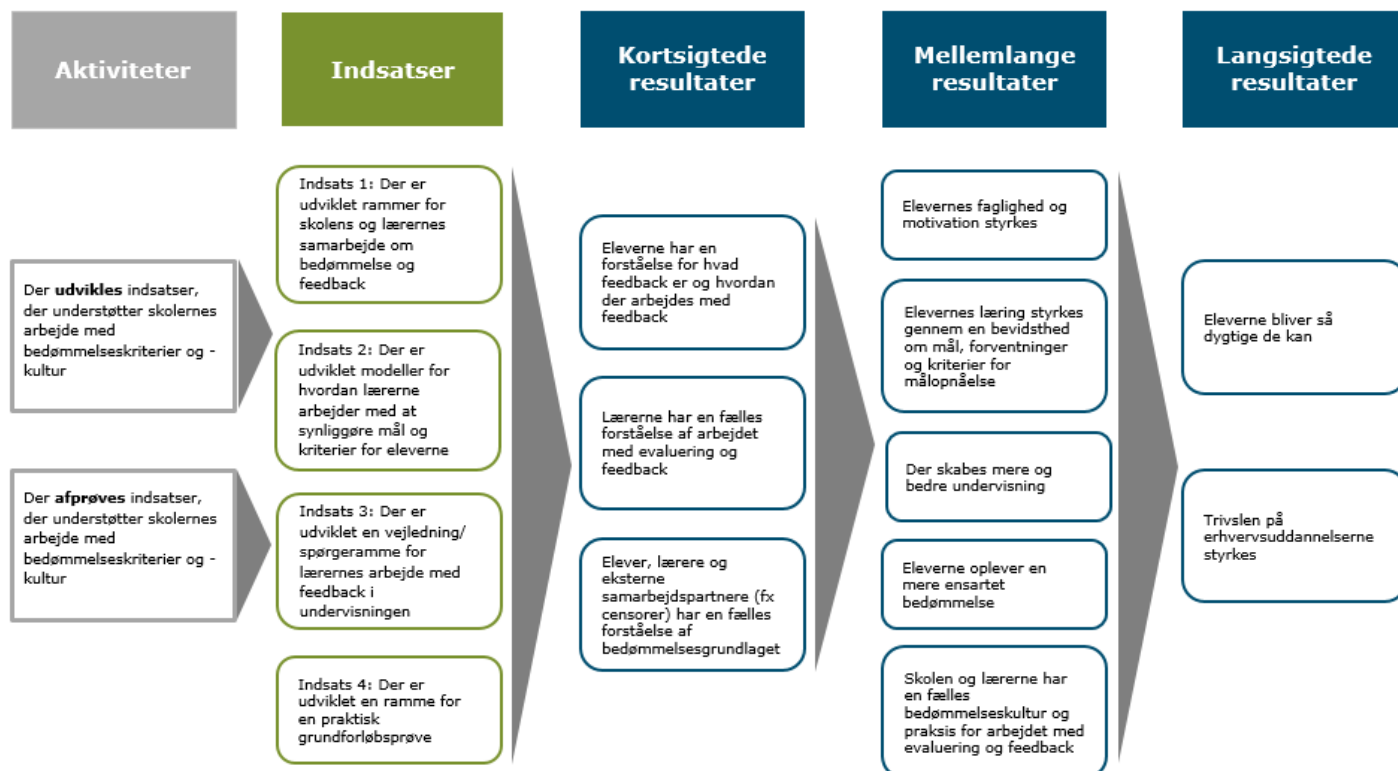 Aktiviteter
Indsatser
Kortsigtede
resultater
Mellemlange
resultater
Langsigtede
resultater
Der udvikles indsatser,
der understøtter skolernes
arbejde med
bedømmelseskriterier og -
kultur
Der afprøves indsatser,
der understøtter skolernes
arbejde med
bedømmelseskriterier og -
kultur
Indsats 1: Der er
udviklet rammer for
skolens og lærernes
samarbejde om
bedømmelse og
feedback
Indsats 2: Der er
udviklet modeller for
hvordan lærerne
arbejder med at
synliggøre mål og
kriterier for eleverne
Indsats 3: Der er
udviklet en vejledning/
spørgeramme for
lærernes arbejde med
feedback i
undervisningen
Indsats 4: Der er
udviklet en ramme for
en praktisk
grundforløbsprøve
Eleverne har en
forståelse for hvad
feedback er og hvordan
der arbejdes med
feedback
Lærerne har en fælles
forståelse af arbejdet
med evaluering og
feedback
Elever, lærere og
eksterne
samarbejdspartnere (fx
censorer) har en fælles
forståelse af
bedømmelsesgrundlaget
Elevernes faglighed og
motivation styrkes
Elevernes læring styrkes
gennem en bevidsthed
om mål, forventninger
og kriterier for
målopnåelse
Der skabes mere og
bedre undervisning
Eleverne oplever en
mere ensartet
bedømmelse
Skolen og lærerne har
en fælles
bedømmelseskultur og
praksis for arbejdet med
evaluering og feedback
Eleverne bliver så
dygtige de kan
Trivslen på
erhvervsuddannelserne
styrkes